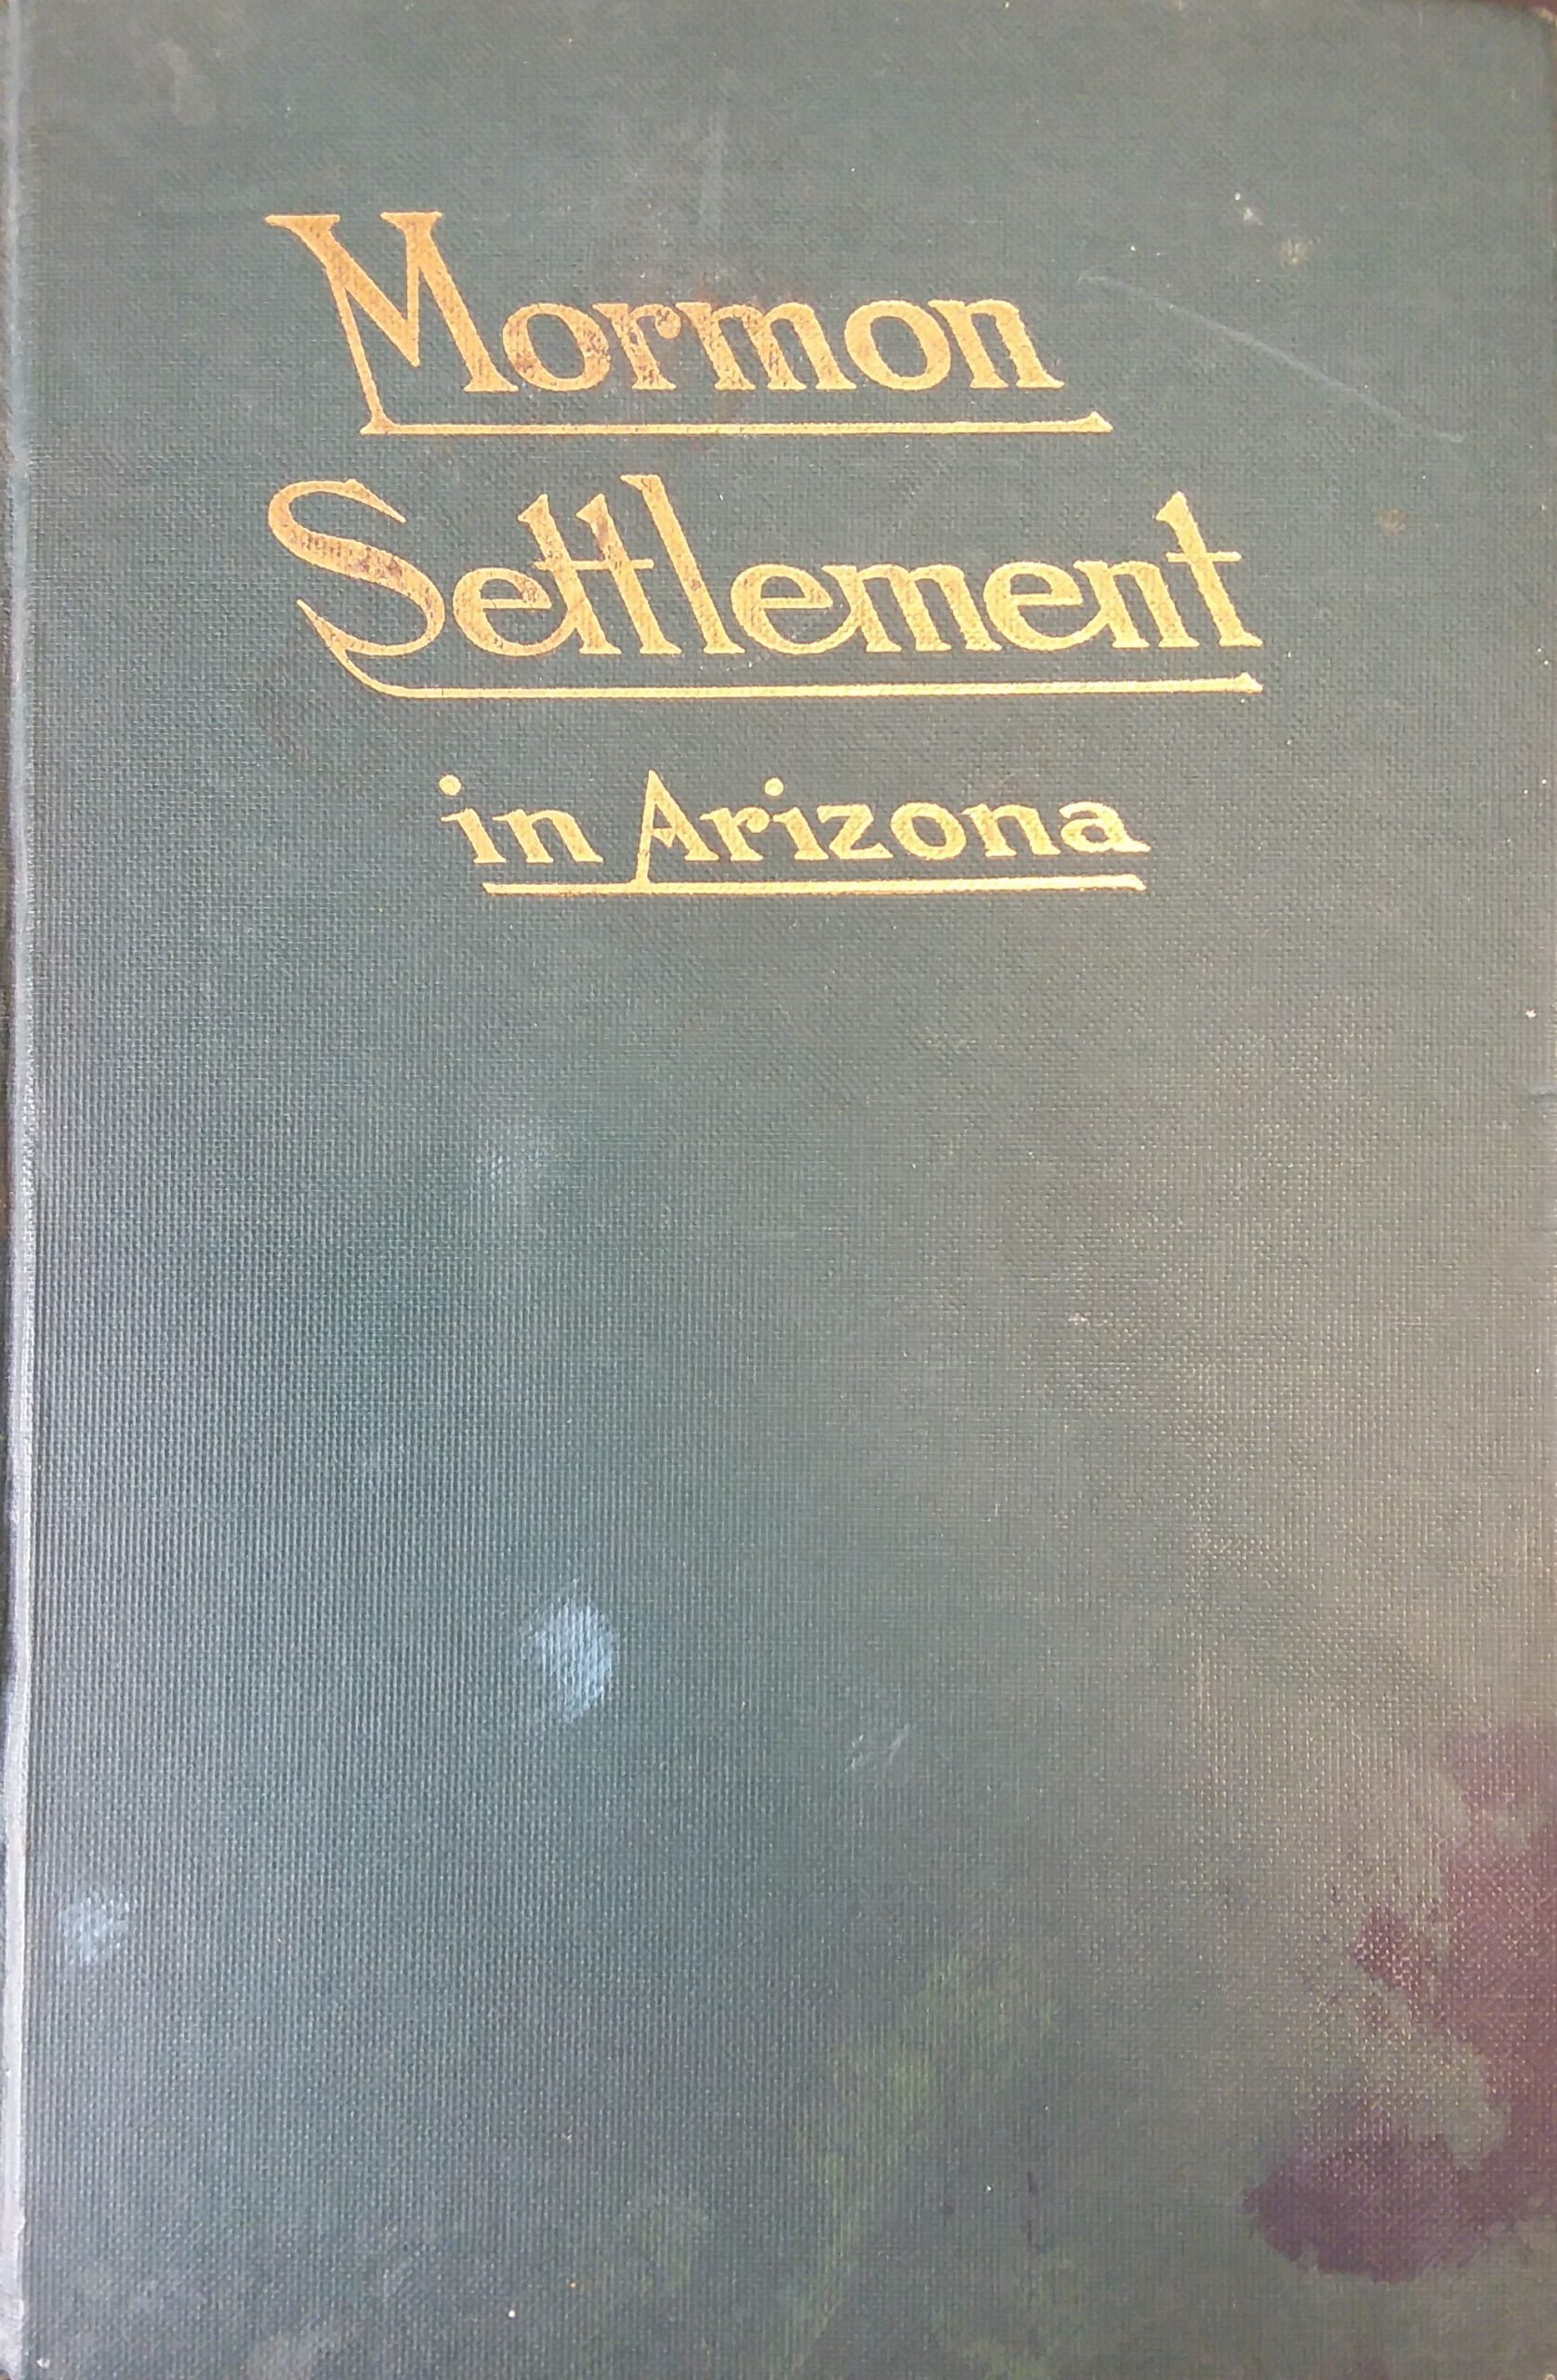 Mormon
Settlement
in Arizona